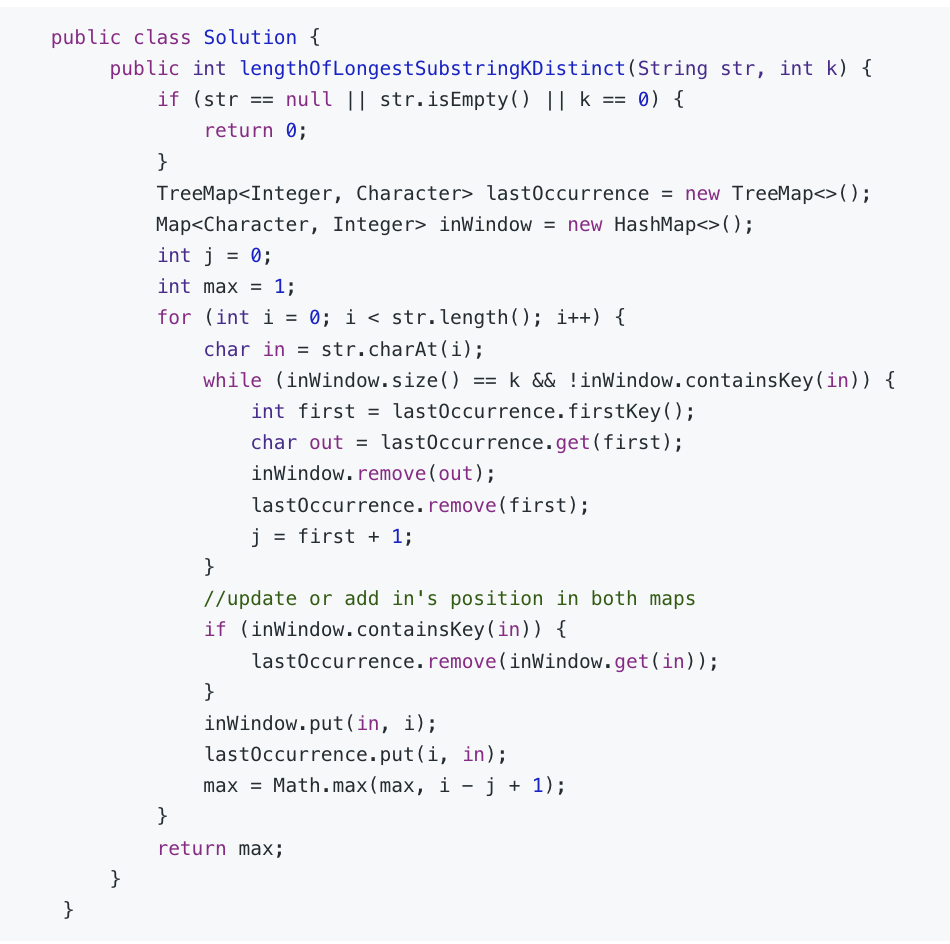 public class Solution {
    public int lengthOfLongestSubstringKDistinct(String str, int k) {
        if (str == null || str.isEmpty() || k == 0) {
            return 0;
        }
        TreeMap<Integer, Character> lastOccurrence = new TreeMap<>();
        Map<Character, Integer> inWindow = new HashMap<>();
        int j = 0;
        int max = 1;
        for (int i = 0; i < str.length(); i++) {
            char in = str.charAt(i);
            while (inWindow.size() == k && !inWindow.containsKey(in)) {
                int first = lastOccurrence.firstKey();
                char out = lastOccurrence.get(first);
                inWindow.remove(out);
                lastOccurrence.remove(first);
                j = first + 1;
            }
            //update or add in's position in both maps
            if (inWindow.containsKey(in)) {
                lastOccurrence.remove(inWindow.get(in));
            }
            inWindow.put(in, i);
            lastOccurrence.put(i, in);
            max = Math.max(max, i − j + 1);
        }
        return max;
    }
}